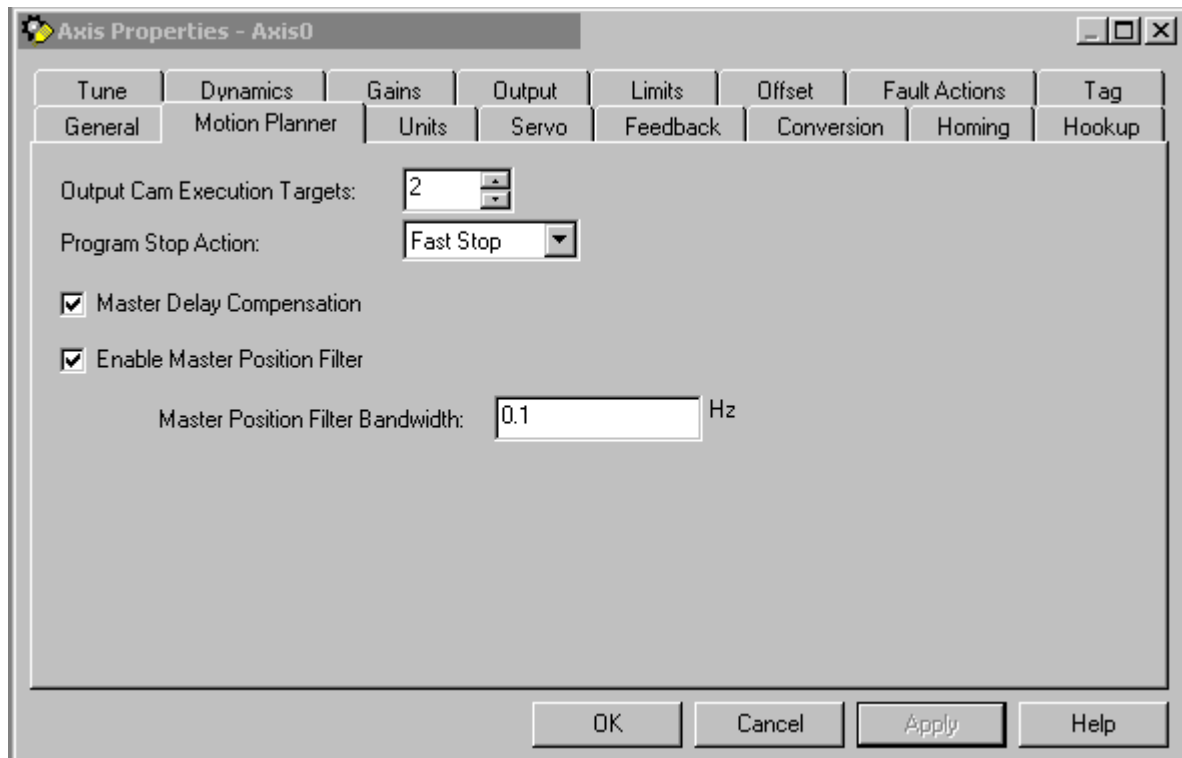 Axis Properties - Axis0
Tune Dynamics Gains Output Limits Offset Fault Actions Tag
General Motion Planner Units Servo Feedback Conversion Homing Hookup
Output Cam Execution Targets: 2
Program Stop Action: Fast Stop
Master Delay Compensation
Enable Master Position Filter
Master Position Filter Bandwidth: 0.1 Hz
OK Cancel Apply Help